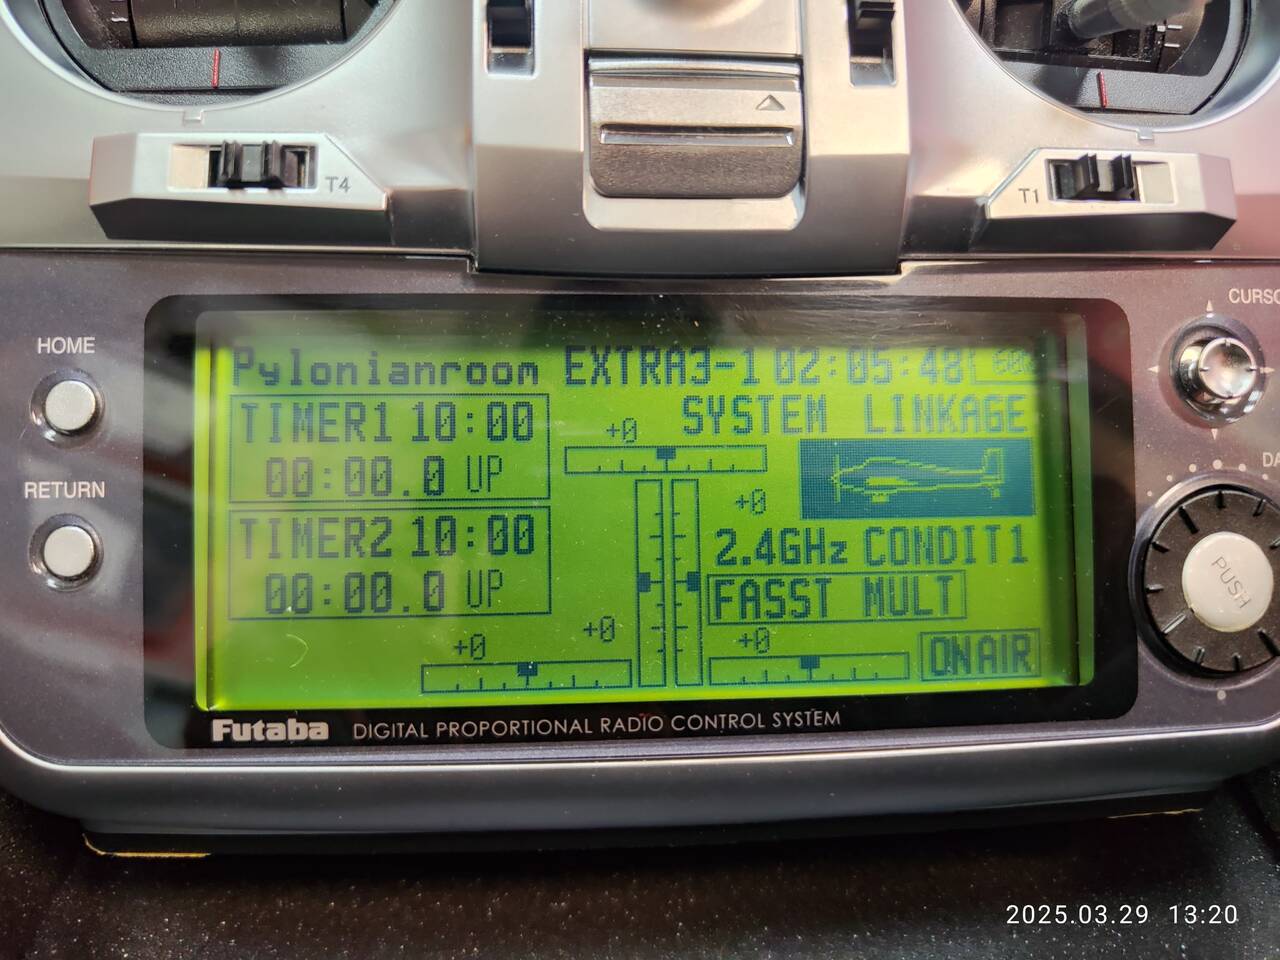 T4
T1
CURSO
HOME
RETURN
DA
PUSH
Pylonianroom EXTRA3-1 02:05:48
SYSTEM LINKAGE
TIMER1 10:00
00:00.0 UP
+0
+0
TIMER2 10:00
00:00.0 UP
2.4GHz CONDIT1
FASST MULT
+0
+0
+0
ONAIR
Futaba DIGITAL PROPORTIONAL RADIO CONTROL SYSTEM
2025.03.29 13:20